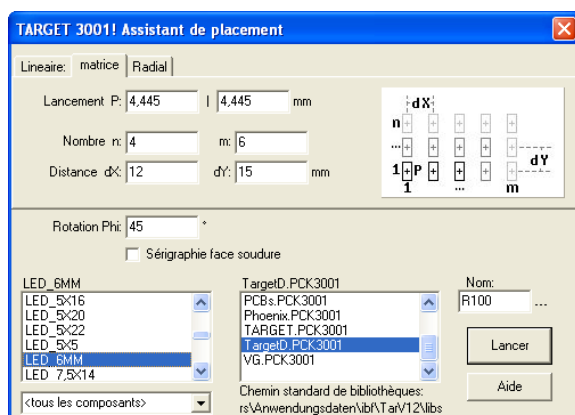 TARGET 3001! Assistant de placement
Lineaire: matrice Radial
Lancement P: 4,445 | 4,445 mm
Nombre n: 4 m: 6
Distance dX: 12 dY: 15 mm
dX
n
...
1 P dY
1 ... m
Rotation Phi: 45 °
Sérigraphie face soudure
LED_6MM TargetD.PCK3001 Nom:
LED_5X16 PCBs.PCK3001 R100 ...
LED_5X20 Phoenix.PCK3001
LED_5X22 TARGET.PCK3001
LED_5X5 TargetD.PCK3001 Lancer
LED_6MM VG.PCK3001
LED_7,5X14
Aide
<tous les composants> Chemin standard de bibliothèques:
rs\Anwendungsdaten\ibf\TarV12\libs